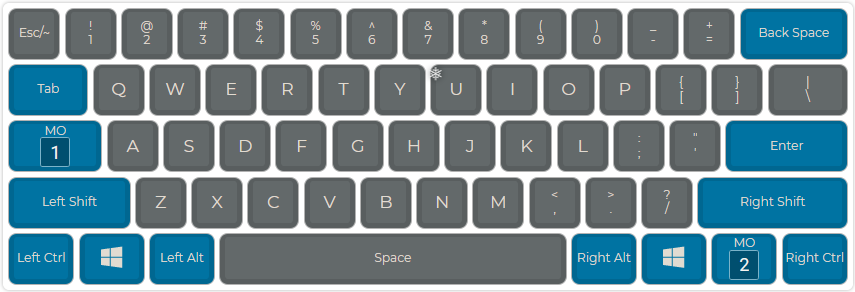 Esc/~ ! 1 @ 2 # 3 $ 4 % 5 ^ 6 & 7 * 8 ( 9 ) 0 _ - + = Back Space
Tab Q W E R T Y U I O P { [ } ] | \
MO 1 A S D F G H J K L : ; " ' Enter
Left Shift Z X C V B N M < , > . ? / Right Shift
Left Ctrl Left Alt Space Right Alt MO 2 Right Ctrl